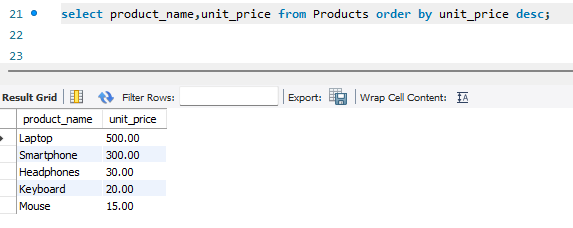 21 select product_name,unit_price from Products order by unit_price desc;
22
23
Result Grid Filter Rows: Export: Wrap Cell Content:
product_name unit_price
Laptop 500.00
Smartphone 300.00
Headphones 30.00
Keyboard 20.00
Mouse 15.00